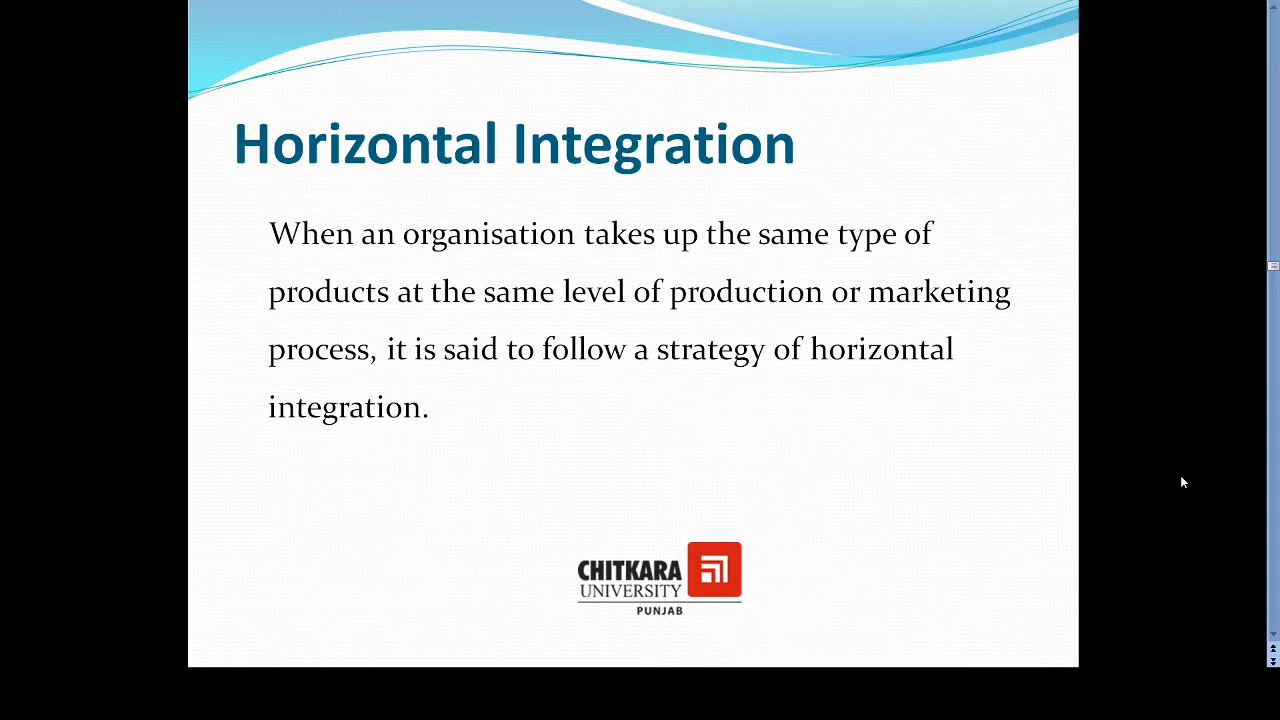 Horizontal Integration
When an organisation takes up the same type of
products at the same level of production or marketing
process, it is said to follow a strategy of horizontal
integration.
CHITKARA
UNIVERSITY
PUNJAB